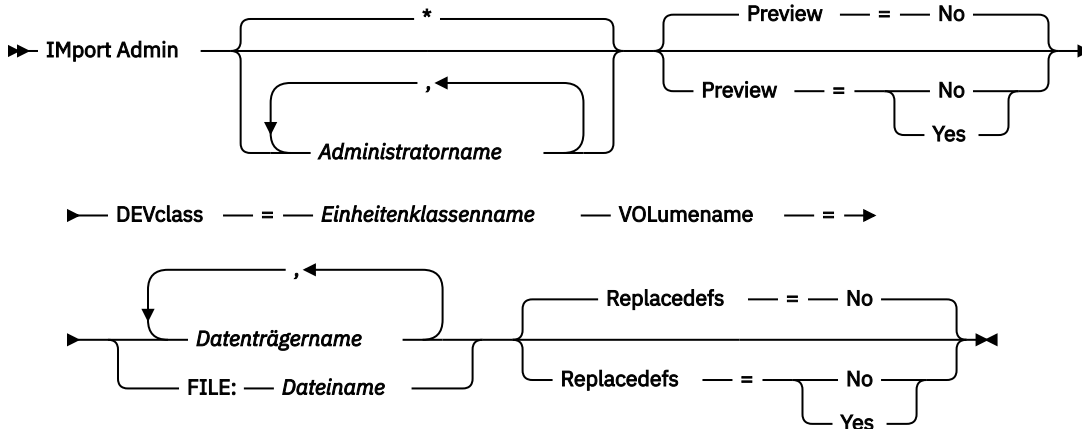 *
Preview = No
IMport Admin
,
Preview = No
Yes
Administratorname
DEVclass = Einheitenklassenname VOLumename =
,
Replacedefs = No
Datenträgername
FILE: Dateiname
Replacedefs = No
Yes